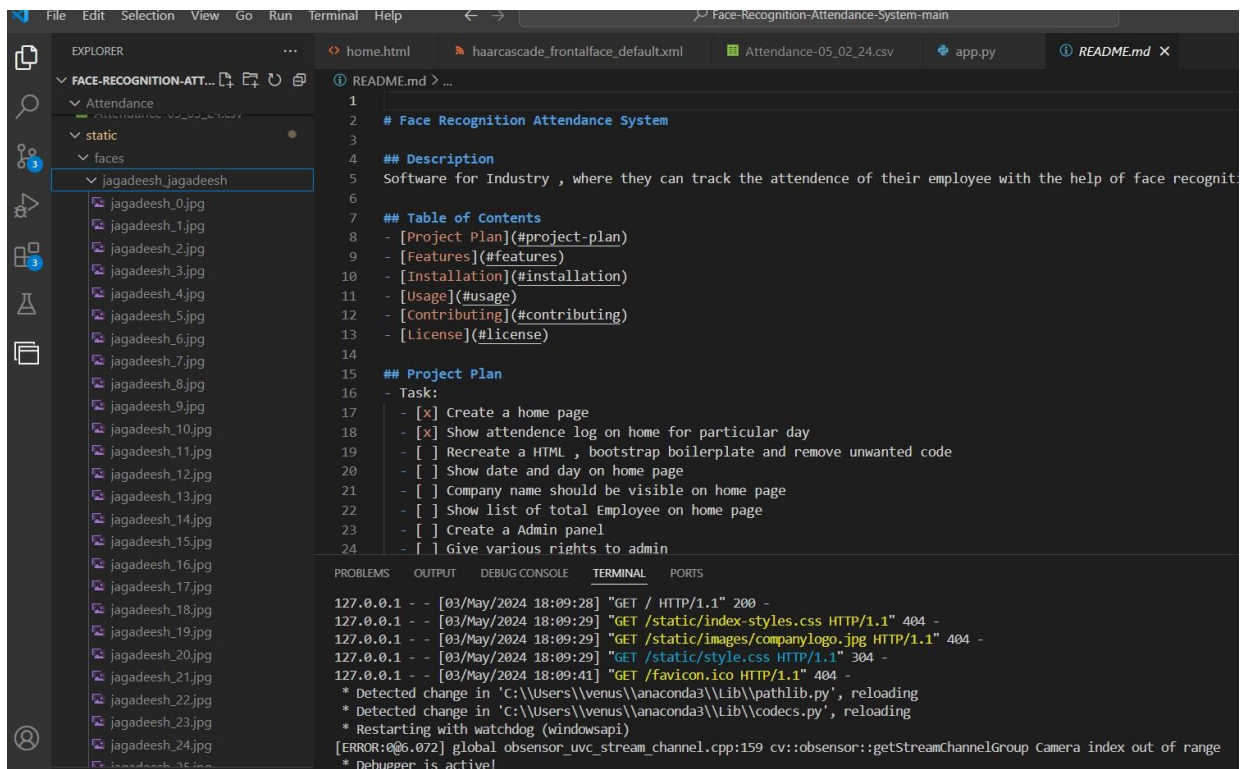 File Edit Selection View Go Run Terminal Help
Face-Recognition-Attendance-System-main
EXPLORER
FACE-RECOGNITION-ATT...
Attendance
Attendance-05_03_24.csv
static
faces
jagadeesh_jagadeesh
jagadeesh_0.jpg
jagadeesh_1.jpg
jagadeesh_2.jpg
jagadeesh_3.jpg
jagadeesh_4.jpg
jagadeesh_5.jpg
jagadeesh_6.jpg
jagadeesh_7.jpg
jagadeesh_8.jpg
jagadeesh_9.jpg
jagadeesh_10.jpg
jagadeesh_11.jpg
jagadeesh_12.jpg
jagadeesh_13.jpg
jagadeesh_14.jpg
jagadeesh_15.jpg
jagadeesh_16.jpg
jagadeesh_17.jpg
jagadeesh_18.jpg
jagadeesh_19.jpg
jagadeesh_20.jpg
jagadeesh_21.jpg
jagadeesh_22.jpg
jagadeesh_23.jpg
jagadeesh_24.jpg
jagadeesh_25.jpg
3
3
home.html haarcascade_frontalface_default.xml Attendance-05_02_24.csv app.py README.md
README.md > ...
1
2 # Face Recognition Attendance System
3
4 ## Description
5 Software for Industry , where they can track the attendence of their employee with the help of face recogniti
6
7 ## Table of Contents
8 - [Project Plan](#project-plan)
9 - [Features](#features)
10 - [Installation](#installation)
11 - [Usage](#usage)
12 - [Contributing](#contributing)
13 - [License](#license)
14
15 ## Project Plan
16 - Task:
17 - [x] Create a home page
18 - [x] Show attendence log on home for particular day
19 - [ ] Recreate a HTML , bootstrap boilerplate and remove unwanted code
20 - [ ] Show date and day on home page
21 - [ ] Company name should be visible on home page
22 - [ ] Show list of total Employee on home page
23 - [ ] Create a Admin panel
24 - [ ] Give various rights to admin
PROBLEMS OUTPUT DEBUG CONSOLE TERMINAL PORTS
127.0.0.1 - - [03/May/2024 18:09:28] "GET / HTTP/1.1" 200 -
127.0.0.1 - - [03/May/2024 18:09:29] "GET /static/index-styles.css HTTP/1.1" 404 -
127.0.0.1 - - [03/May/2024 18:09:29] "GET /static/images/companylogo.jpg HTTP/1.1" 404 -
127.0.0.1 - - [03/May/2024 18:09:29] "GET /static/style.css HTTP/1.1" 304 -
127.0.0.1 - - [03/May/2024 18:09:41] "GET /favicon.ico HTTP/1.1" 404 -
* Detected change in 'C:\\Users\\venus\\anaconda3\\Lib\\pathlib.py', reloading
* Detected change in 'C:\\Users\\venus\\anaconda3\\Lib\\codecs.py', reloading
* Restarting with watchdog (windowsapi)
[ERROR:0@6.072] global obsensor_uvc_stream_channel.cpp:159 cv::obsensor::getStreamChannelGroup Camera index out of range
* Debugger is active!